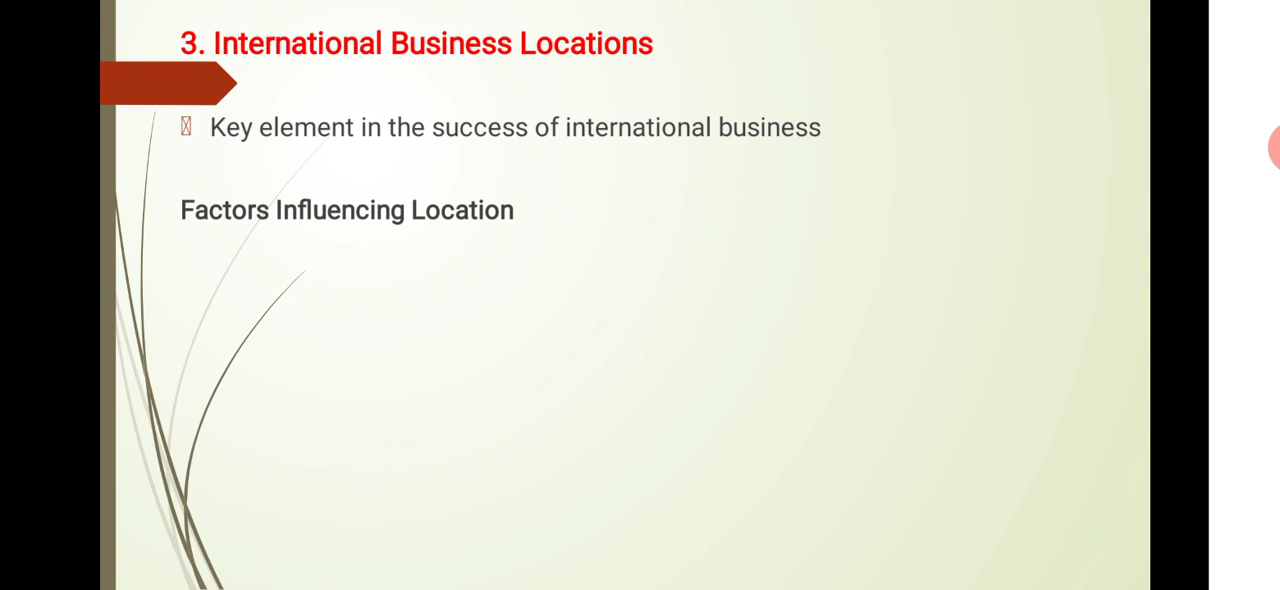 3. International Business Locations
Key element in the success of international business
Factors Influencing Location